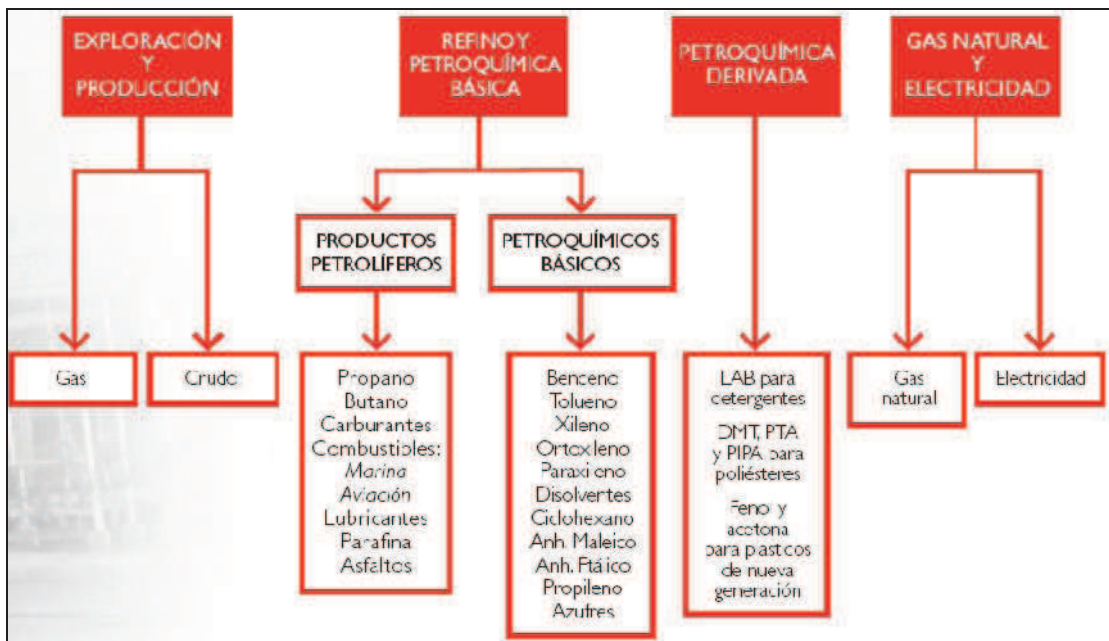 EXPLORACIÓN
Y
PRODUCCIÓN
REFINO Y
PETROQUÍMICA
BÁSICA
PETROQUÍMICA
DERIVADA
GAS NATURAL
Y
ELECTRICIDAD
PRODUCTOS
PETROLÍFEROS
PETROQUÍMICOS
BÁSICOS
Gas
Crudo
Propano
Butano
Carburantes
Combustibles:
Marina
Aviación
Lubricantes
Parafina
Asfaltos
Benceno
Tolueno
Xileno
Ortoxileno
Paraxileno
Disolventes
Ciclohexano
Anh. Maleico
Anh. Ftálico
Propileno
Azufres
LAB para
detergentes
DMT, PTA
y PIPA para
poliésteres
Fenol y
acetona
para plásticos
de nueva
generación
Gas
natural
Electricidad